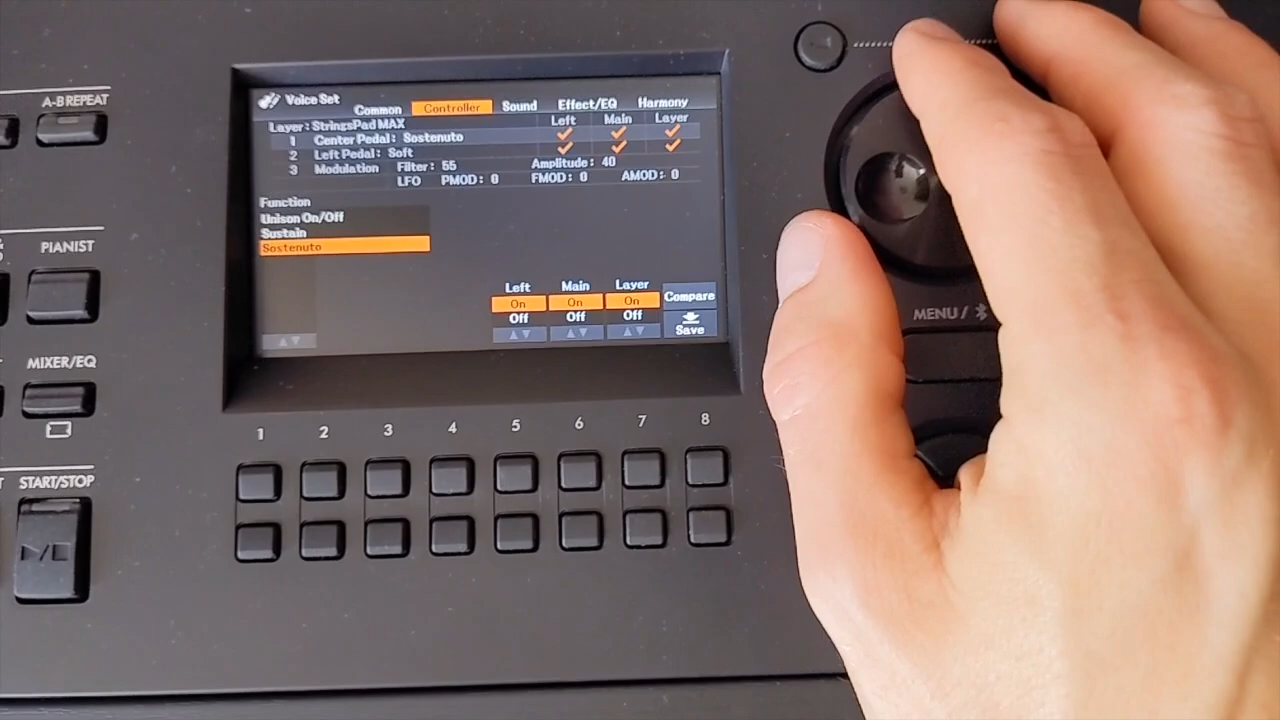 A-B REPEAT
PIANIST
MIXER/EQ
START/STOP
Voice Set
Common Controller Sound Effect/EQ Harmony
Layer: StringsPad MAX Left Main Layer
1 Center Pedal: Sostenuto
2 Left Pedal: Soft
3 Modulation Filter: 55 Amplitude: 40
LFO PMOD: 0 FMOD: 0 AMOD: 0
Function
Unison On/Off
Sustain
Sostenuto
Left Main Layer
On On On Compare
Off Off Off Save
MENU /
1 2 3 4 5 6 7 8